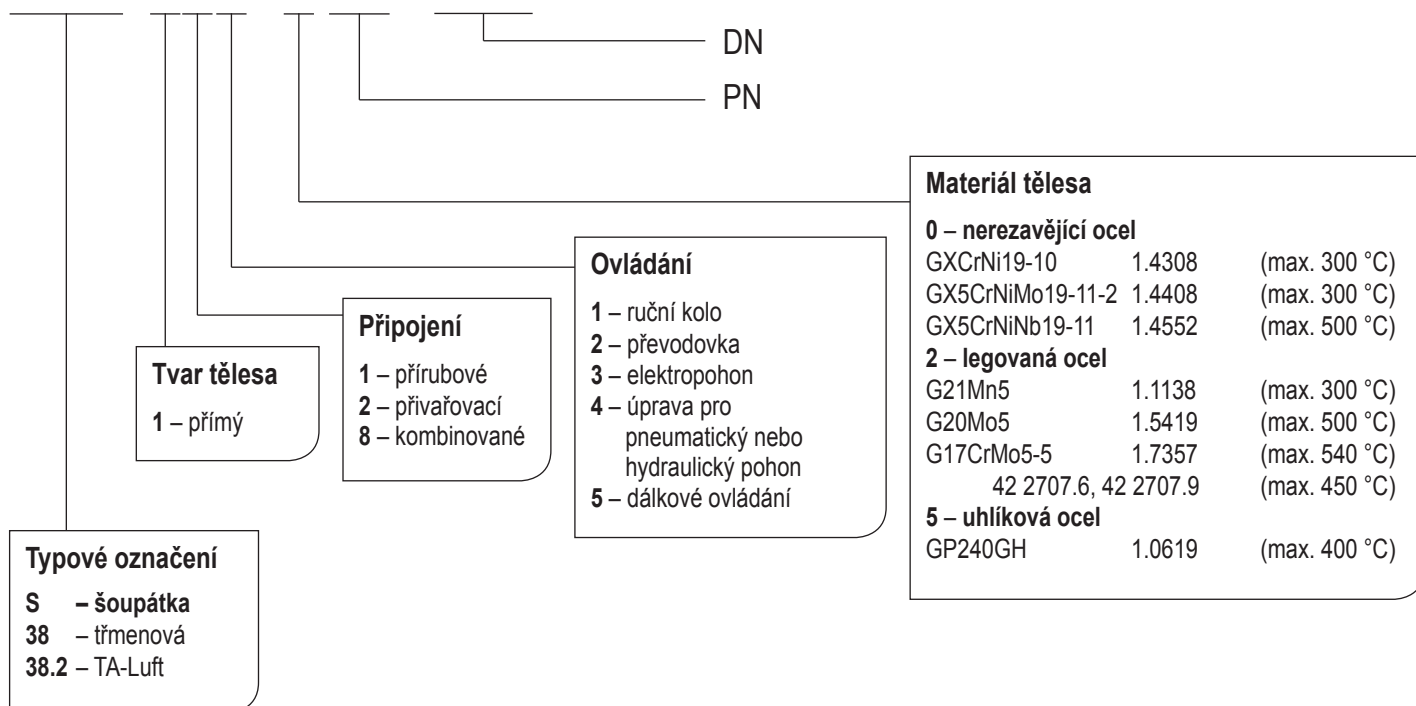 DN
PN
Materiál tělesa
0 – nerezavějící ocel
GXCrNi19-10 1.4308 (max. 300 °C)
GX5CrNiMo19-11-2 1.4408 (max. 300 °C)
GX5CrNiNb19-11 1.4552 (max. 500 °C)
2 – legovaná ocel
G21Mn5 1.1138 (max. 300 °C)
G20Mo5 1.5419 (max. 500 °C)
G17CrMo5-5 1.7357 (max. 540 °C)
42 2707.6, 42 2707.9 (max. 450 °C)
5 – uhlíková ocel
GP240GH 1.0619 (max. 400 °C)
Ovládání
1 – ruční kolo
2 – převodovka
3 – elektropohon
4 – úprava pro
pneumatický nebo
hydraulický pohon
5 – dálkové ovládání
Připojení
1 – přírubové
2 – přivařovací
8 – kombinované
Tvar tělesa
1 – přímý
Typové označení
S – šoupátka
38 – třmenová
38.2 – TA-Luft